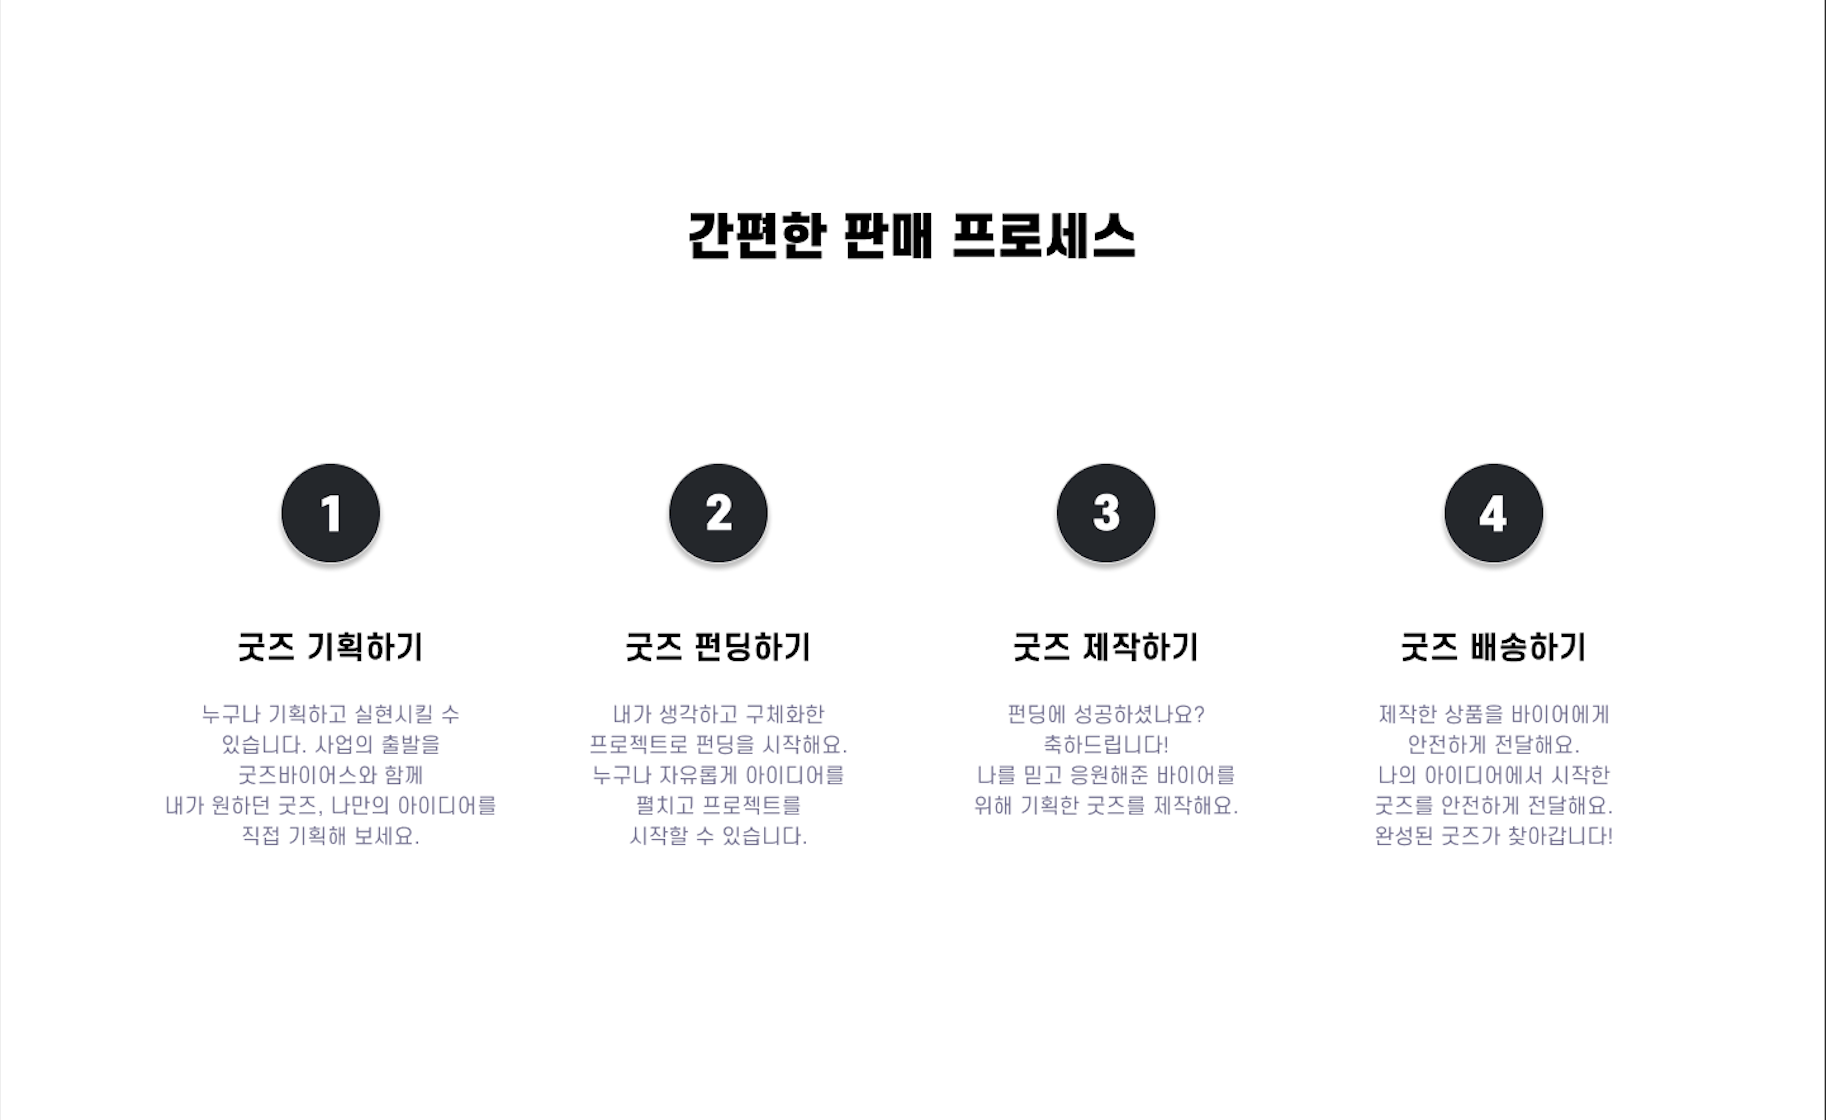 간편한 판매 프로세스
1
굿즈 기획하기
누구나 기획하고 실현시킬 수
있습니다. 사업의 출발을
굿즈바이어스와 함께
내가 원하던 굿즈, 나만의 아이디어를
직접 기획해 보세요.
2
굿즈 펀딩하기
내가 생각하고 구체화한
프로젝트로 펀딩을 시작해요.
누구나 자유롭게 아이디어를
펼치고 프로젝트를
시작할 수 있습니다.
3
굿즈 제작하기
펀딩에 성공하셨나요?
축하드립니다!
나를 믿고 응원해준 바이어를
위해 기획한 굿즈를 제작해요.
4
굿즈 배송하기
제작한 상품을 바이어에게
안전하게 전달해요.
나의 아이디어에서 시작한
굿즈를 안전하게 전달해요.
완성된 굿즈가 찾아갑니다!